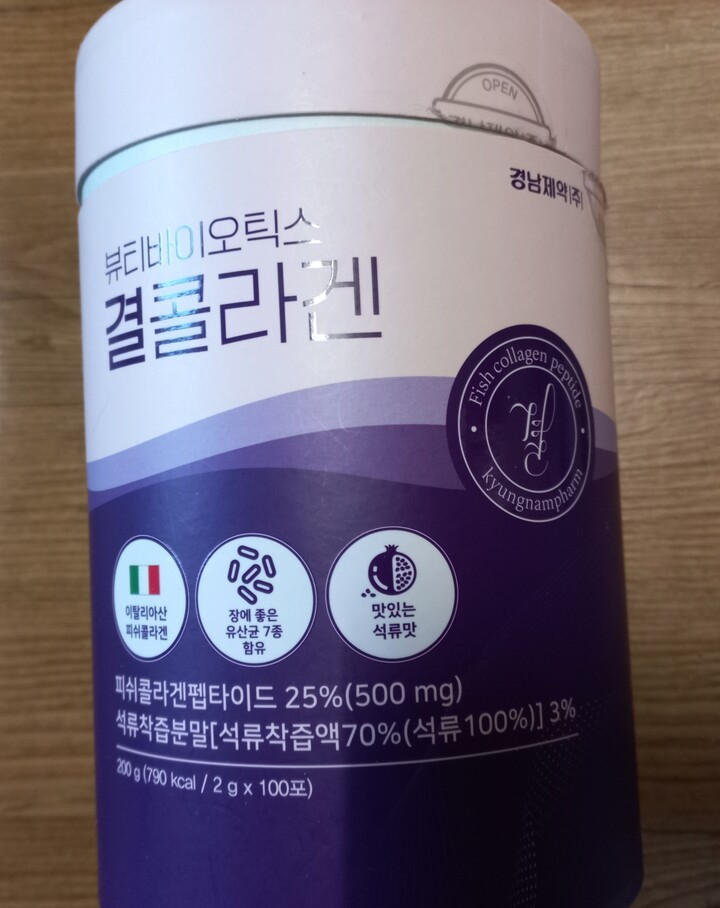 OPEN
경남제약(주)
뷰티바이오틱스
결콜라겐
Fish collagen peptide
결
kyungnampharm
이탈리아산
피쉬콜라겐
장에 좋은
유산균 7종
함유
맛있는
석류맛
피쉬콜라겐펩타이드 25%(500 mg)
석류착즙분말[석류착즙액70%(석류100%)] 3%
200 g (790 kcal / 2 g x 100포)